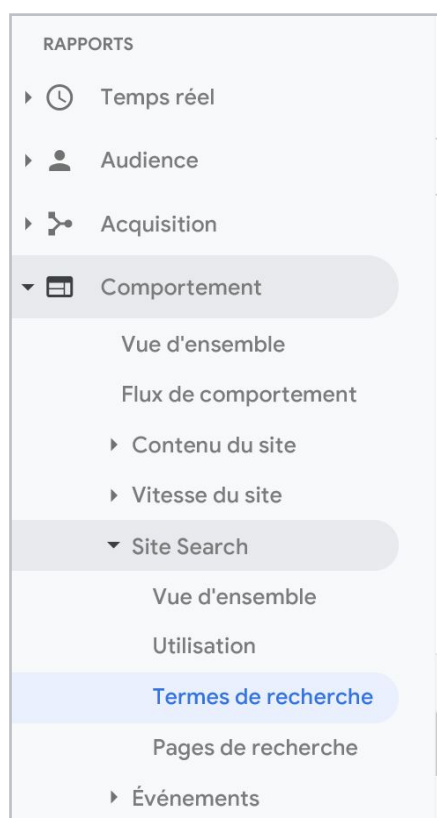 RAPPORTS
Temps réel
Audience
Acquisition
Comportement
Vue d'ensemble
Flux de comportement
Contenu du site
Vitesse du site
Site Search
Vue d'ensemble
Utilisation
Termes de recherche
Pages de recherche
Événements